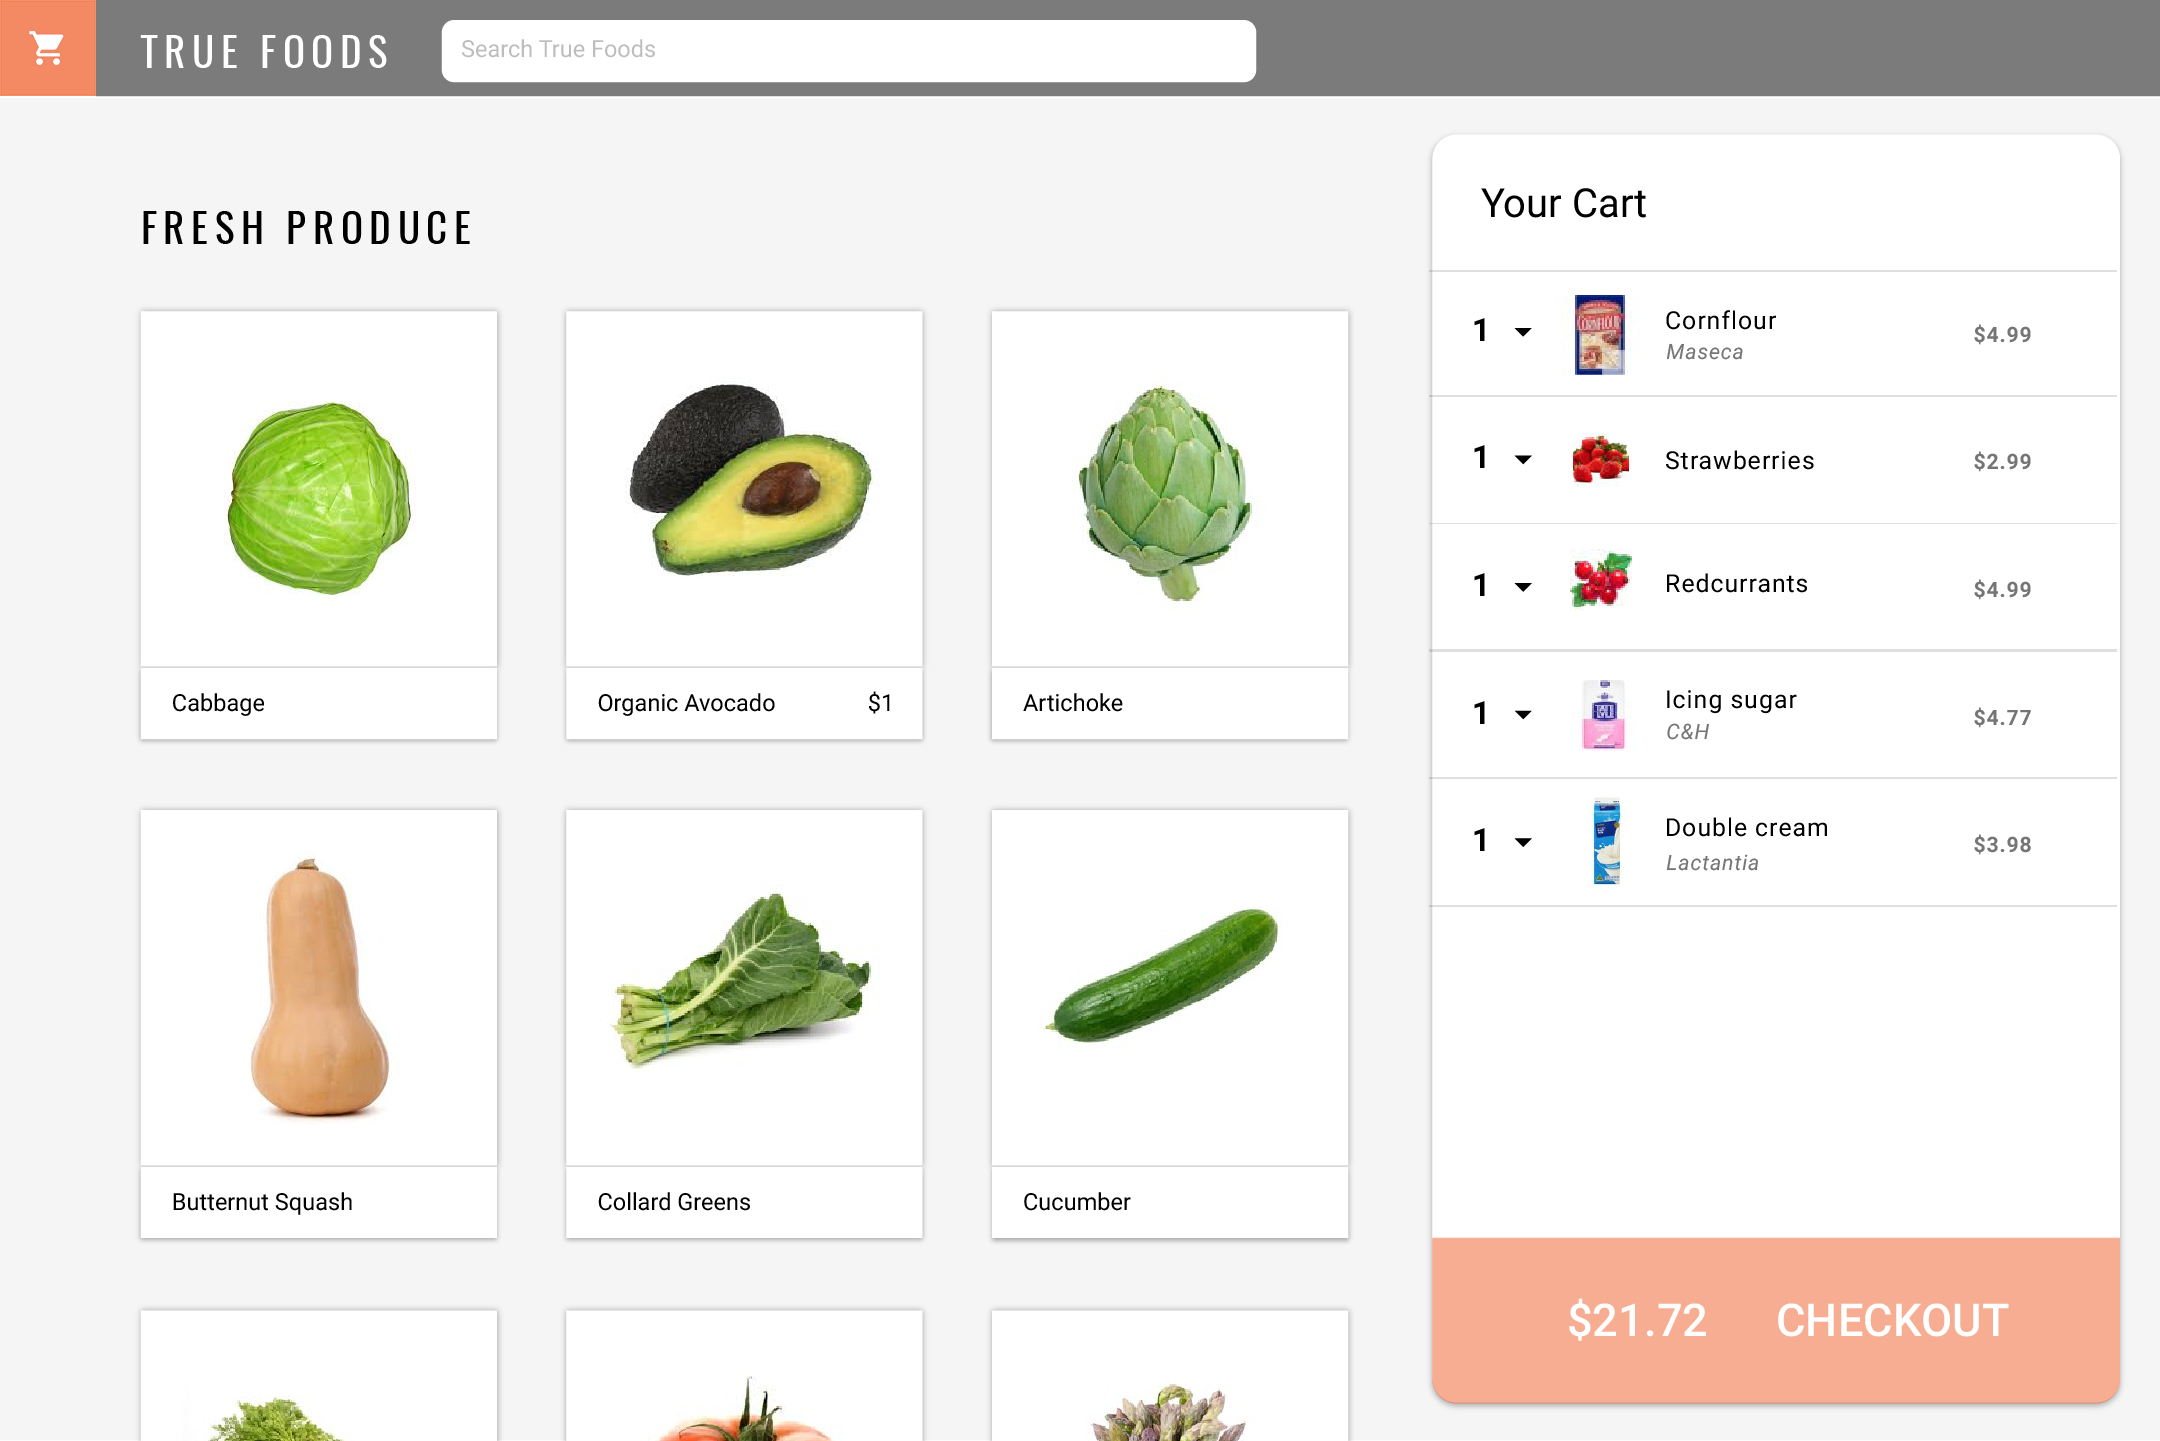 TRUE FOODS
Search True Foods
FRESH PRODUCE
Cabbage
Organic Avocado $1
Artichoke
Butternut Squash
Collard Greens
Cucumber
Your Cart
1 Cornflour $4.99
Maseca
CORNFLOUR
1 Strawberries $2.99
1 Redcurrants $4.99
1 Icing sugar $4.77
C&H
1 Double cream $3.98
Lactantia
$21.72 CHECKOUT